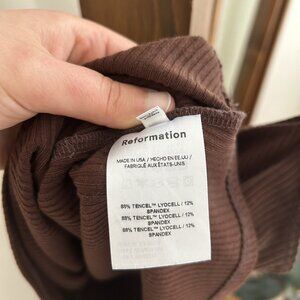 Reformation
MADE IN USA / HECHO EN EE.UU /
FABRIQUÉ AUX ÉTATS-UNIS
88% TENCEL™ LYOCELL / 12%
SPANDEX
88% TENCEL™ LYOCELL / 12%
SPANDEX
88% TENCEL™ LYOCELL / 12%
SPANDEX